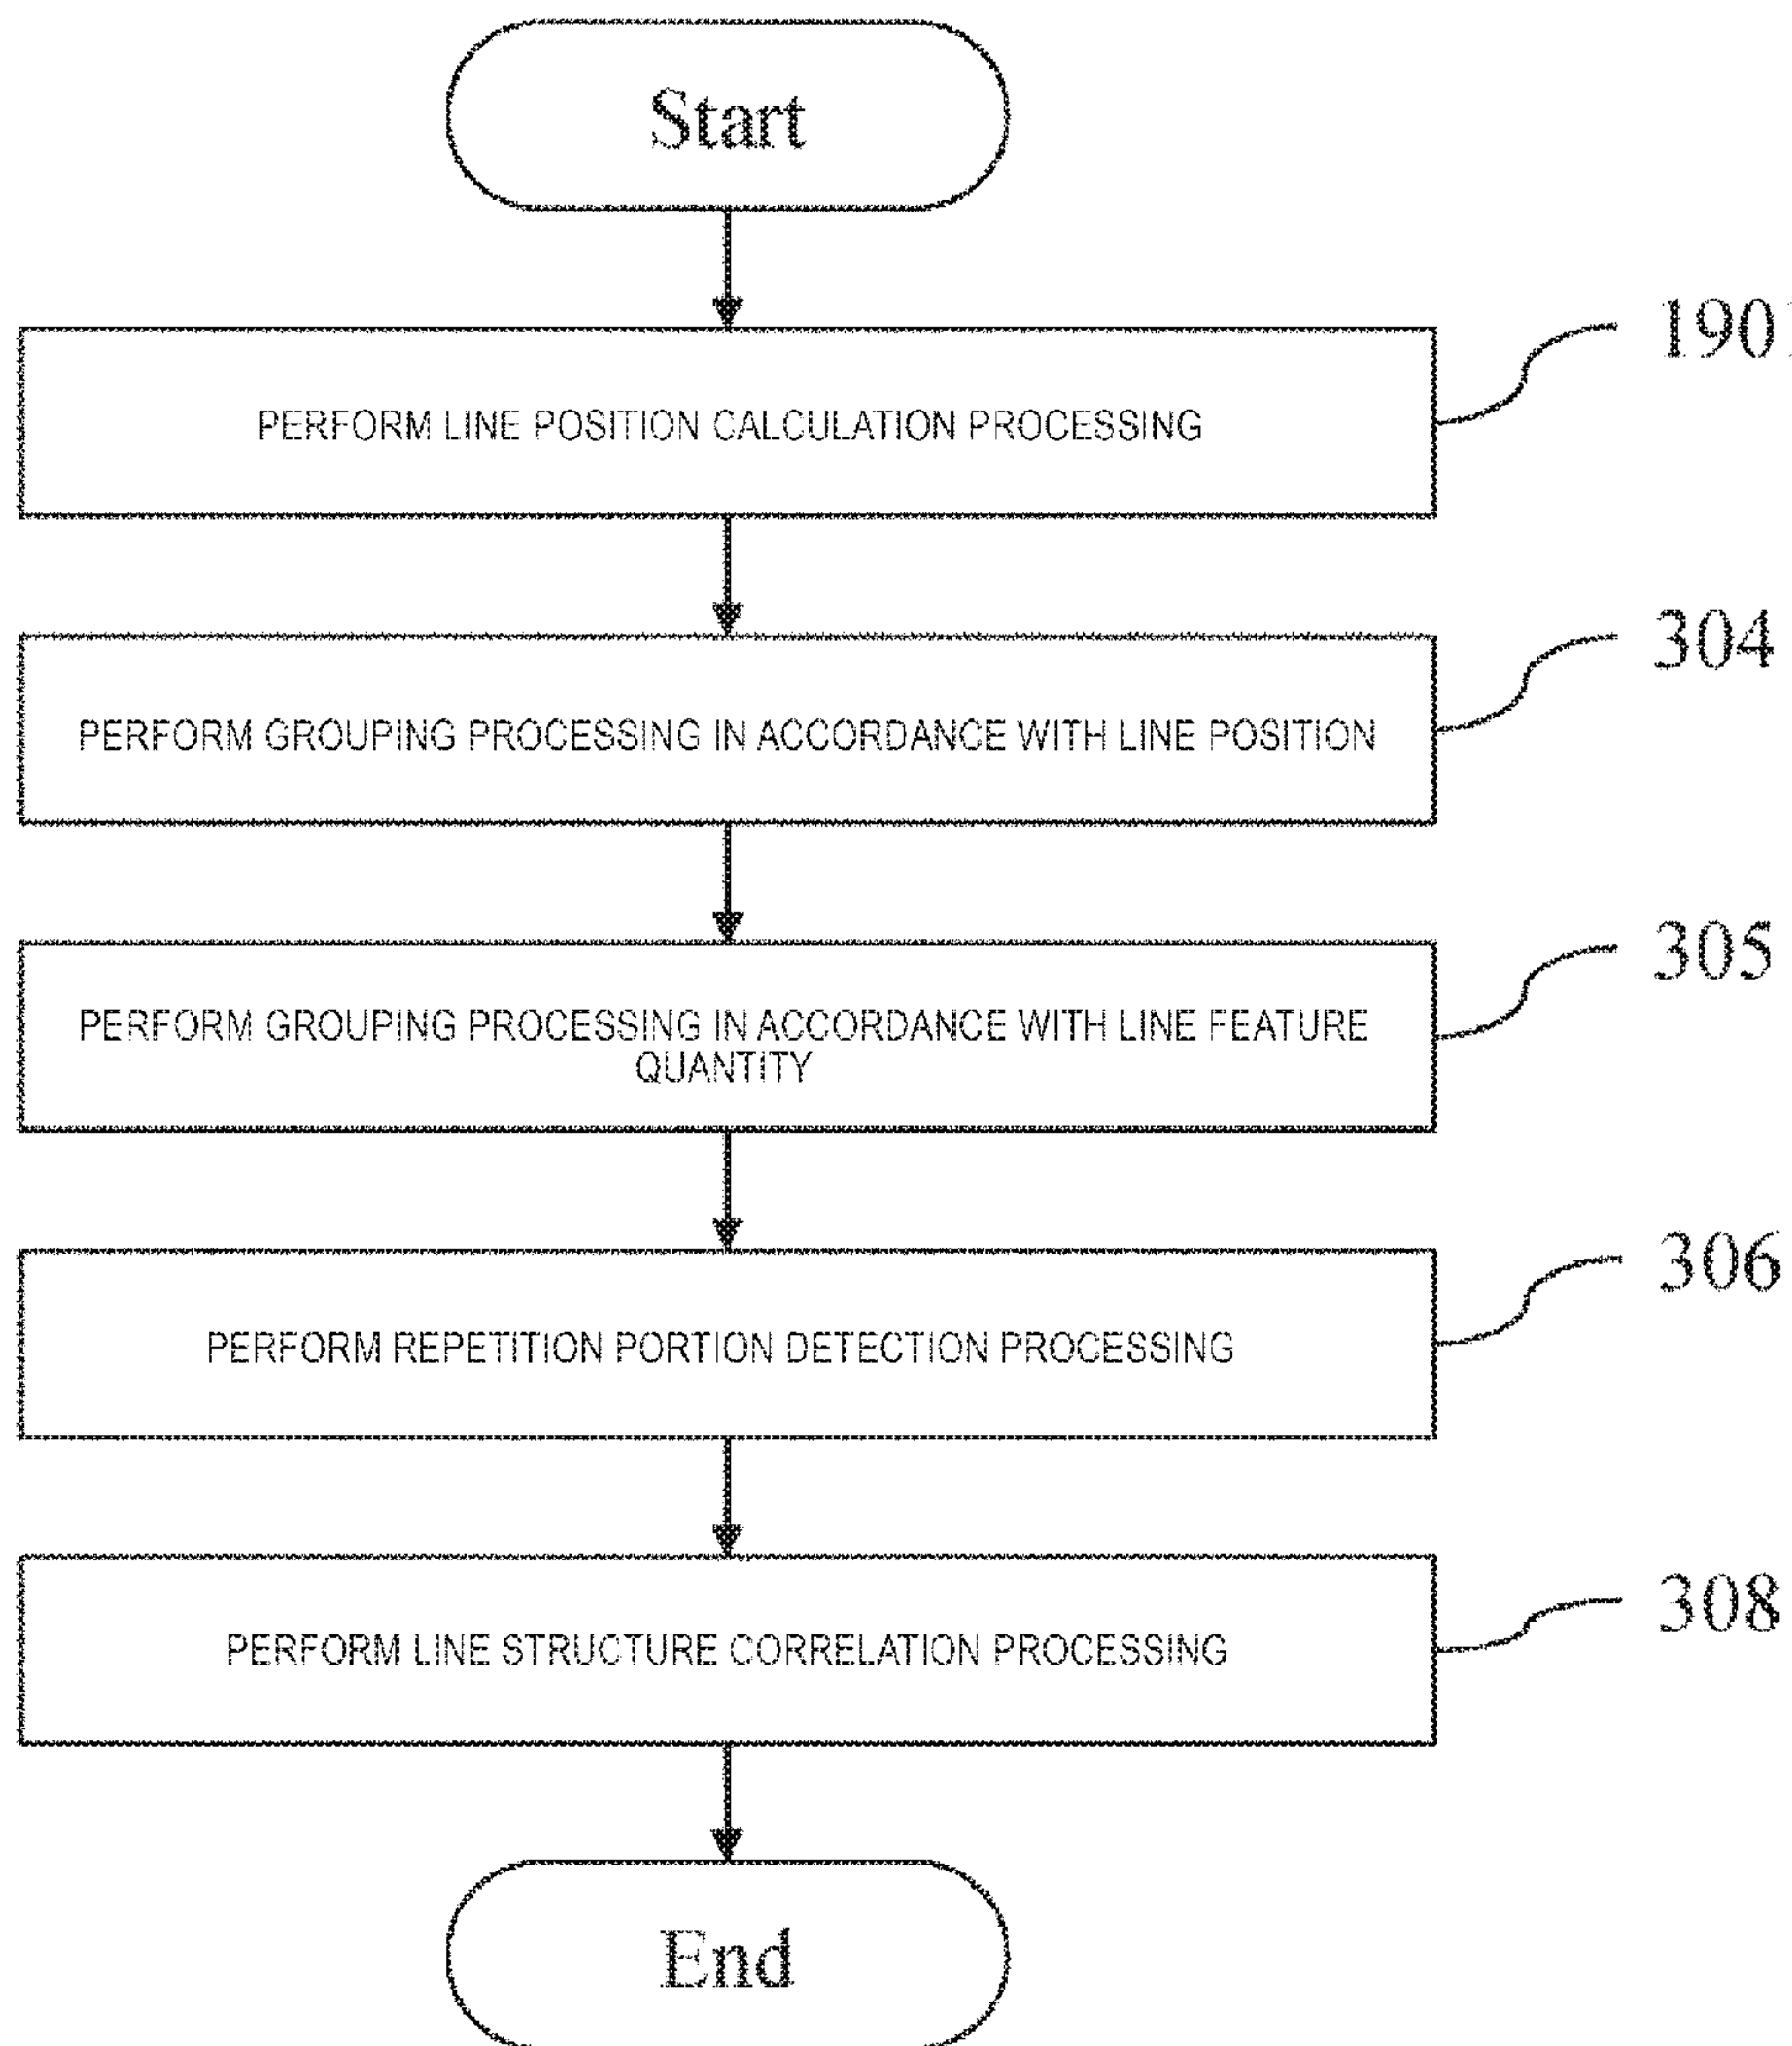 Start
1901
PERFORM LINE POSITION CALCULATION PROCESSING
304
PERFORM GROUPING PROCESSING IN ACCORDANCE WITH LINE POSITION
305
PERFORM GROUPING PROCESSING IN ACCORDANCE WITH LINE FEATURE
QUANTITY
306
PERFORM REPETITION PORTION DETECTION PROCESSING
308
PERFORM LINE STRUCTURE CORRELATION PROCESSING
End